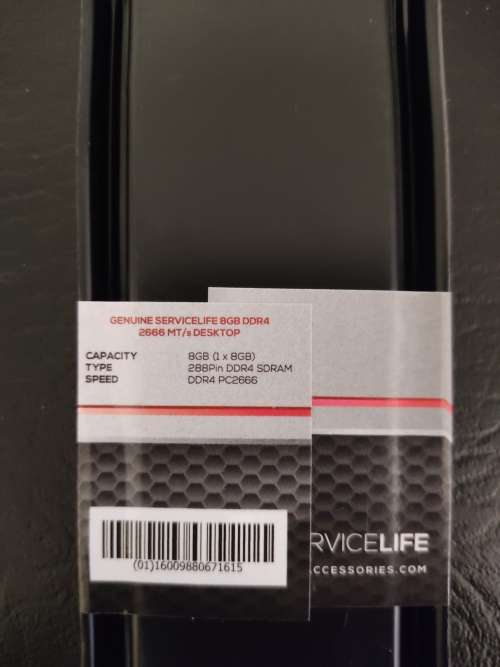 GENUINE SERVICELIFE 8GB DDR4
2666 MT/s DESKTOP
CAPACITY 8GB (1 x 8GB)
TYPE 288Pin DDR4 SDRAM
SPEED DDR4 PC2666
(01)16009880671615
RVICELIFE
CCESSORIES.COM